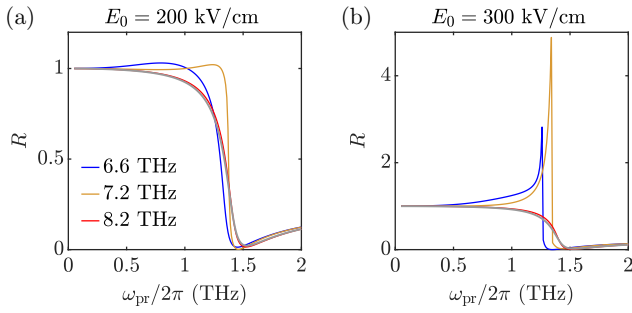 (a) E₀ = 200 kV/cm
R
1
0.5
0
6.6 THz
7.2 THz
8.2 THz
0 0.5 1 1.5 2
ω_pr/2π (THz)
(b) E₀ = 300 kV/cm
R
4
2
0
0 0.5 1 1.5 2
ω_pr/2π (THz)